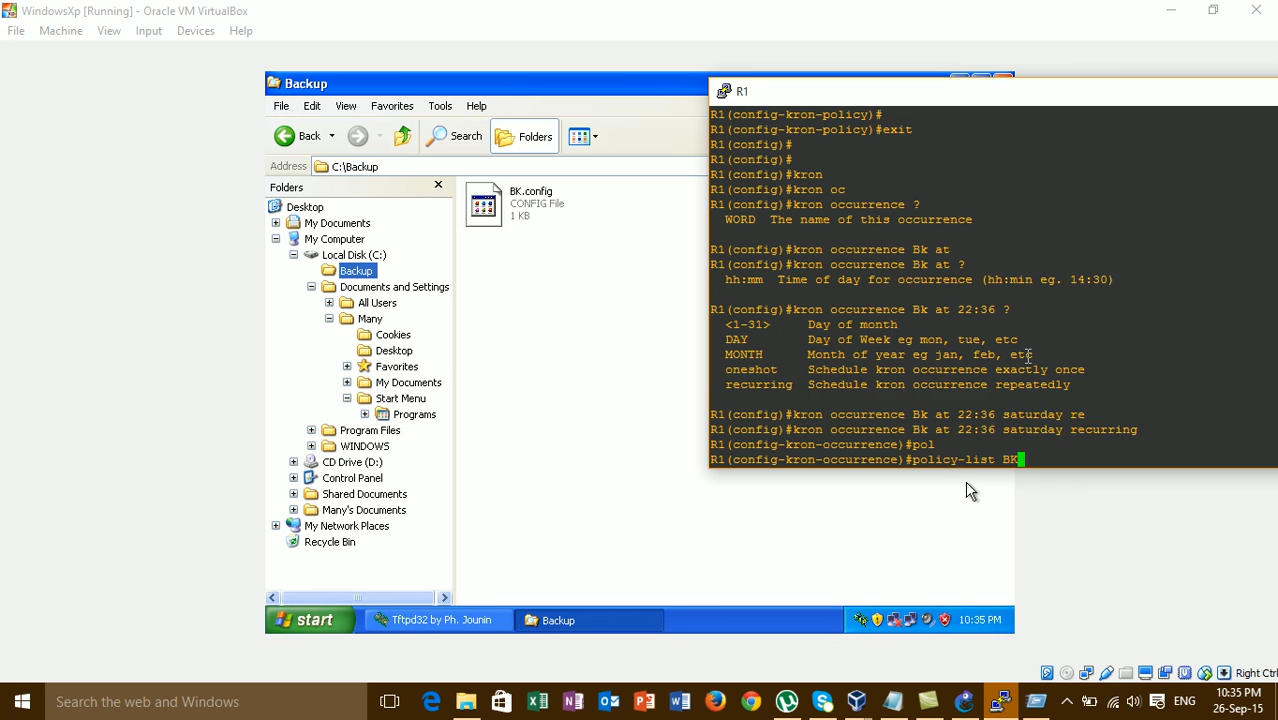 WindowsXp [Running] - Oracle VM VirtualBox
File Machine View Input Devices Help
Backup
File Edit View Favorites Tools Help
Back Search Folders
Address C:\Backup
Folders
Desktop
My Documents
My Computer
Local Disk (C:)
Backup
Documents and Settings
All Users
Many
Cookies
Desktop
Favorites
My Documents
Start Menu
Programs
Program Files
WINDOWS
CD Drive (D:)
Control Panel
Shared Documents
Many's Documents
My Network Places
Recycle Bin
BK.config
CONFIG File
1 KB
R1
R1(config-kron-policy)#
R1(config-kron-policy)#exit
R1(config)#
R1(config)#
R1(config)#kron
R1(config)#kron oc
R1(config)#kron occurrence ?
WORD The name of this occurrence
R1(config)#kron occurrence Bk at
R1(config)#kron occurrence Bk at ?
hh:mm Time of day for occurrence (hh:min eg. 14:30)
R1(config)#kron occurrence Bk at 22:36 ?
<1-31> Day of month
DAY Day of Week eg mon, tue, etc
MONTH Month of year eg jan, feb, etc
oneshot Schedule kron occurrence exactly once
recurring Schedule kron occurrence repeatedly
R1(config)#kron occurrence Bk at 22:36 saturday re
R1(config)#kron occurrence Bk at 22:36 saturday recurring
R1(config-kron-occurrence)#pol
R1(config-kron-occurrence)#policy-list BK
start Tftpd32 by Ph. Jounin Backup 10:35 PM
Right Ctrl
Search the web and Windows
ENG
10:35 PM
26-Sep-15